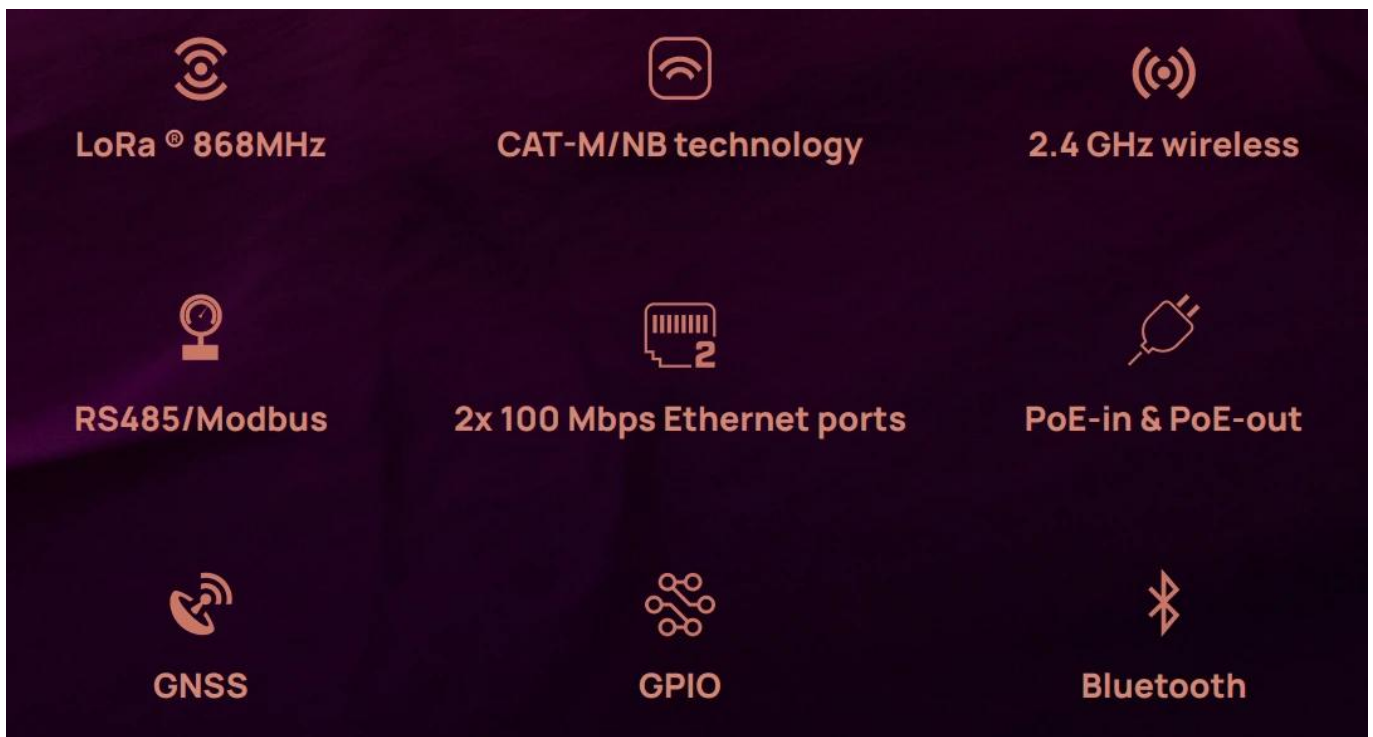 LoRa ® 868MHz
CAT-M/NB technology
2.4 GHz wireless
RS485/Modbus
2
2x 100 Mbps Ethernet ports
PoE-in & PoE-out
GNSS
GPIO
Bluetooth